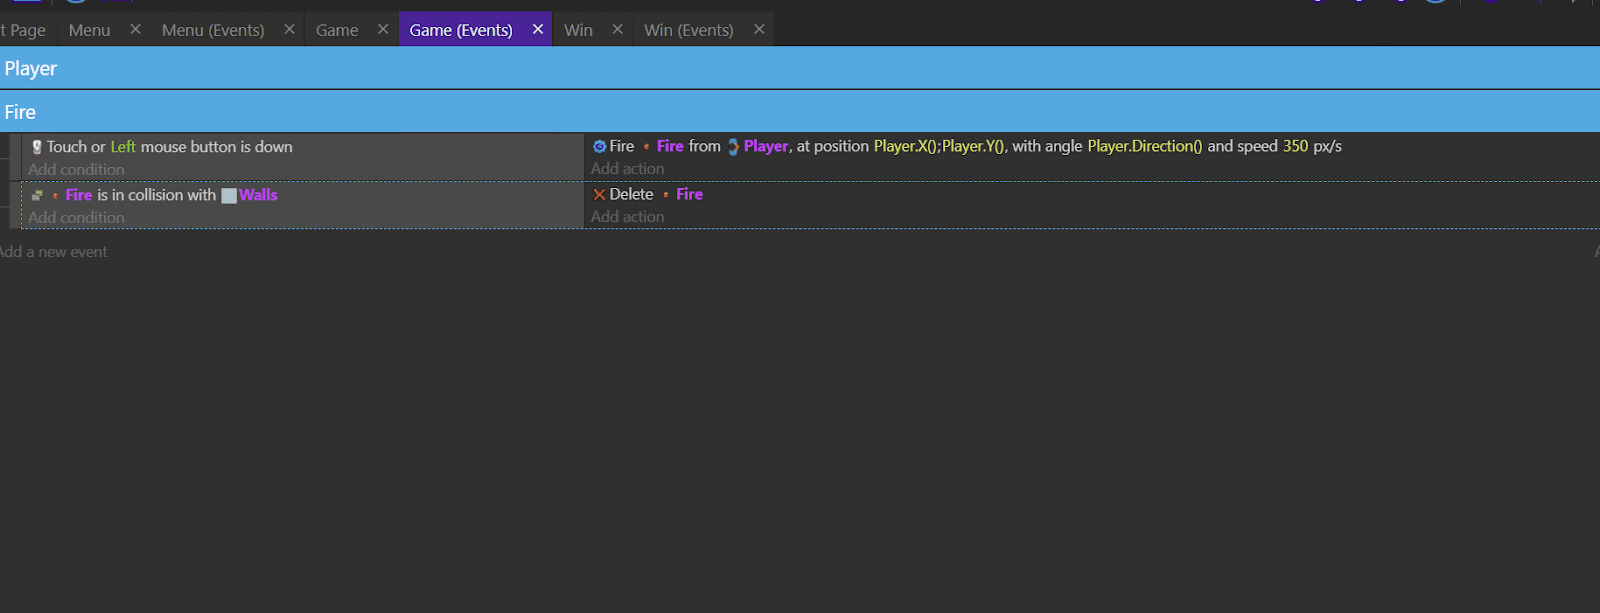 t Page Menu Menu (Events) Game Game (Events) Win Win (Events)
Player
Fire
Touch or Left mouse button is down Fire Fire from Player, at position Player.X();Player.Y(), with angle Player.Direction() and speed 350 px/s
Add condition Add action
Fire is in collision with Walls Delete Fire
Add condition Add action
Add a new event